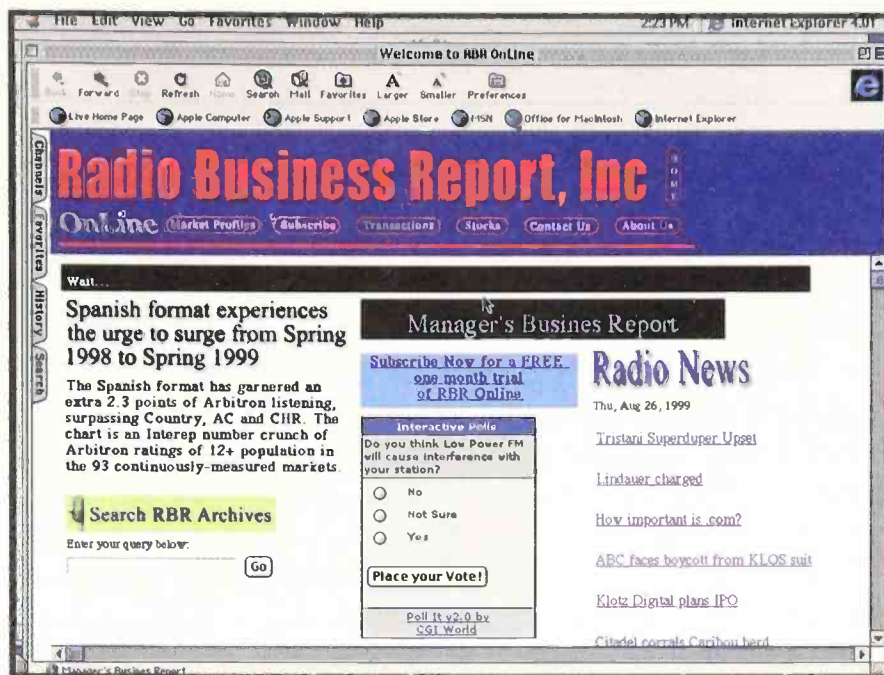 File Edit View Go Favorites Window Help 2:23 PM Internet Explorer 4.01
Welcome to RBR OnLine
Back Forward Stop Refresh Home Search Mail Favorites Larger Smaller Preferences
Live Home Page Apple Computer Apple Support Apple Store MSN Office for Macintosh Internet Explorer
Channels
Favorites
History
Search
Radio Business Report, Inc
HOME
OnLine Market Profiles Subscribe Transactions Stocks Contact Us About Us
Wait...
Spanish format experiences
the urge to surge from Spring
1998 to Spring 1999
The Spanish format has garnered an
extra 2.3 points of Arbitron listening,
surpassing Country, AC and CHR. The
chart is an Interep number crunch of
Arbitron ratings of 12+ population in
the 93 continuously-measured markets.
Search RBR Archives
Enter your query below:
Go
Manager's Busines Report
Subscribe Now for a FREE
one month trial
of RBR Online
Interactive Polls
Do you think Low Power FM
will cause interference with
your station?
No
Not Sure
Yes
Place your Vote!
Poll It v2.0 by
CGI World
Radio News
Thu, Aug 26, 1999
Tristani Superduper Upset
Lindauer charged
How important is .com?
ABC faces boycott from KLOS suit
Klotz Digital plans IPO
Citadel corrals Caribou herd
Manager's Busines Report